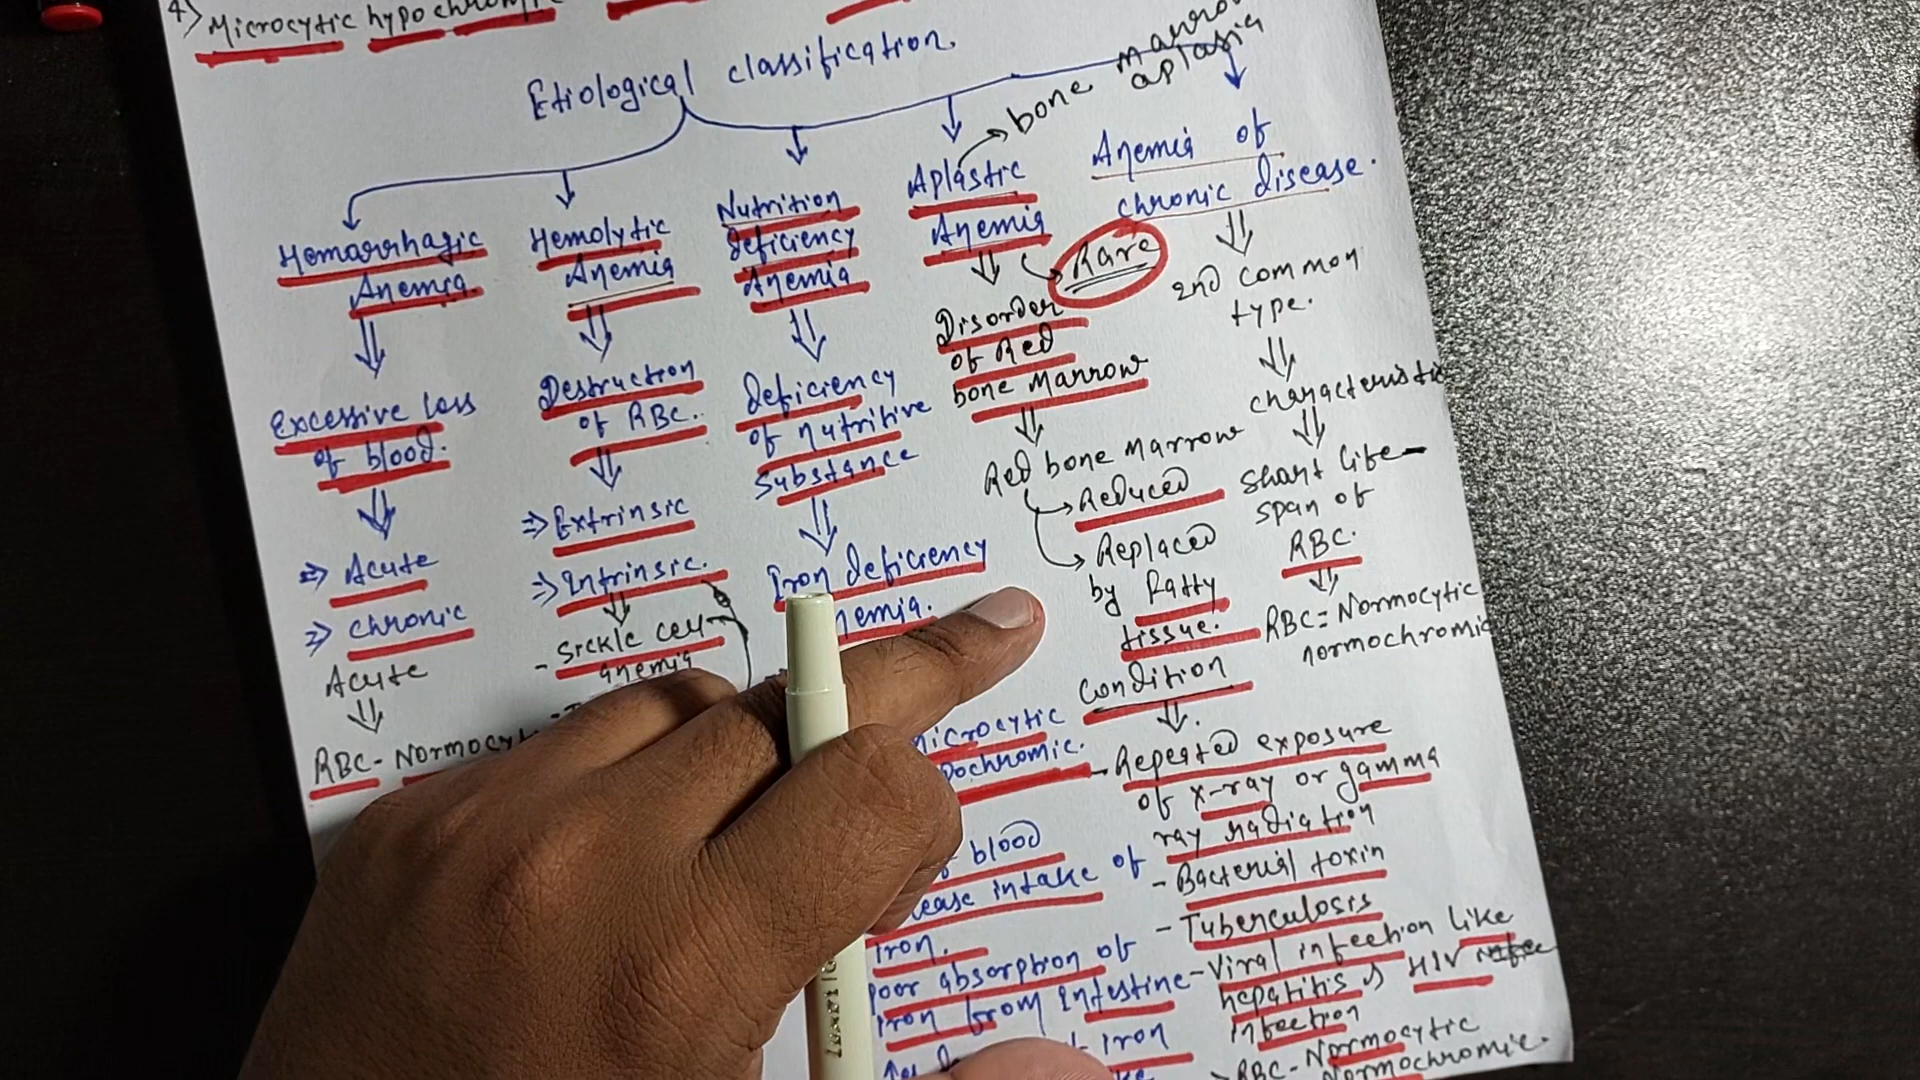 4) Microcytic hypochromic
Etiological classification.
bone marrow
aplasia
Hemorrhagic
Anemia.
Excessive loss
of blood.
⇒ Acute
⇒ chronic
Acute
RBC - Normocyt
Hemolytic
Anemia
Destruction
of RBC.
⇒ Extrinsic
⇒ Intrinsic.
- Sickle cell
anemia
Nutrition
deficiency
Anemia
deficiency
of nutritive
Substance
Iron deficiency
nemia.
Microcytic
pochromic.
blood
ease intake of
iron.
poor absorption of
iron from Intestine
iron
Aplastic
Anemia
Rare
Disorder
of Red
bone Marrow
Red bone Marrow
→ Reduced
→ Replaced
by Fatty
tissue.
Condition
- Repeated exposure
of x-ray or gamma
ray radiation
- Bacterial toxin
- Tuberculosis
- Viral infection like
hepatitis, HIV
infection
→ RBC - Normocytic
Normochromic.
Anemia of
chronic disease.
2nd common
type.
characteristic
short life-
span of
RBC.
RBC = Normocytic
normochromic